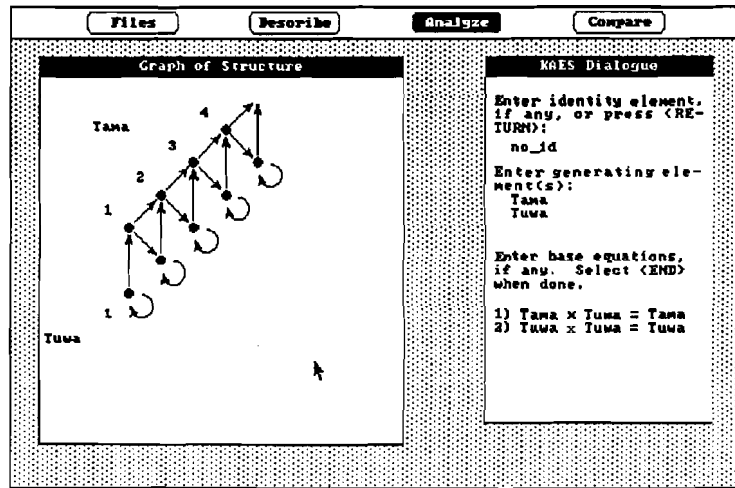 Files Describe Analyze Compare
Graph of Structure
4
Tama
3
2
1
1
Tuwa
KAES Dialogue
Enter identity element,
if any, or press <RE-
TURN>:
no_id
Enter generating ele-
ment(s):
Tama
Tuwa
Enter base equations,
if any. Select <END>
when done.
1) Tama x Tuwa = Tama
2) Tuwa x Tuwa = Tuwa